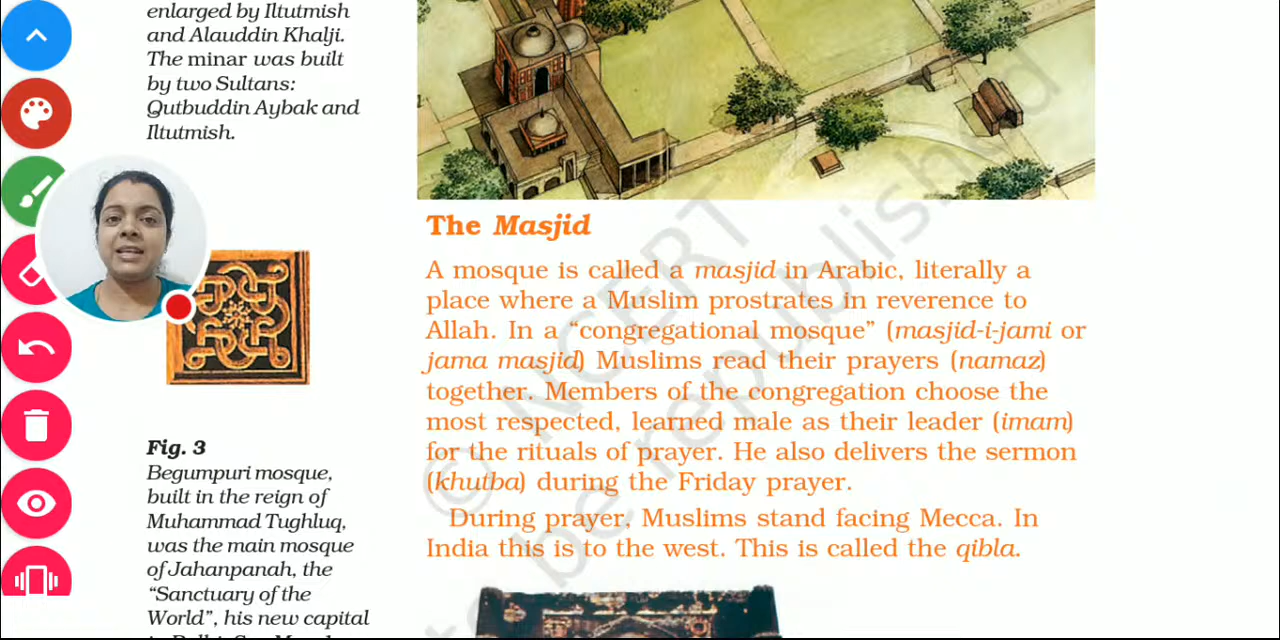 enlarged by Iltutmish
and Alauddin Khalji.
The minar was built
by two Sultans:
Qutbuddin Aybak and
Iltutmish.
Fig. 3
Begumpuri mosque,
built in the reign of
Muhammad Tughluq,
was the main mosque
of Jahanpanah, the
“Sanctuary of the
World”, his new capital
The Masjid
A mosque is called a masjid in Arabic, literally a
place where a Muslim prostrates in reverence to
Allah. In a “congregational mosque” (masjid-i-jami or
jama masjid) Muslims read their prayers (namaz)
together. Members of the congregation choose the
most respected, learned male as their leader (imam)
for the rituals of prayer. He also delivers the sermon
(khutba) during the Friday prayer.
During prayer, Muslims stand facing Mecca. In
India this is to the west. This is called the qibla.
© NCERT
be republished